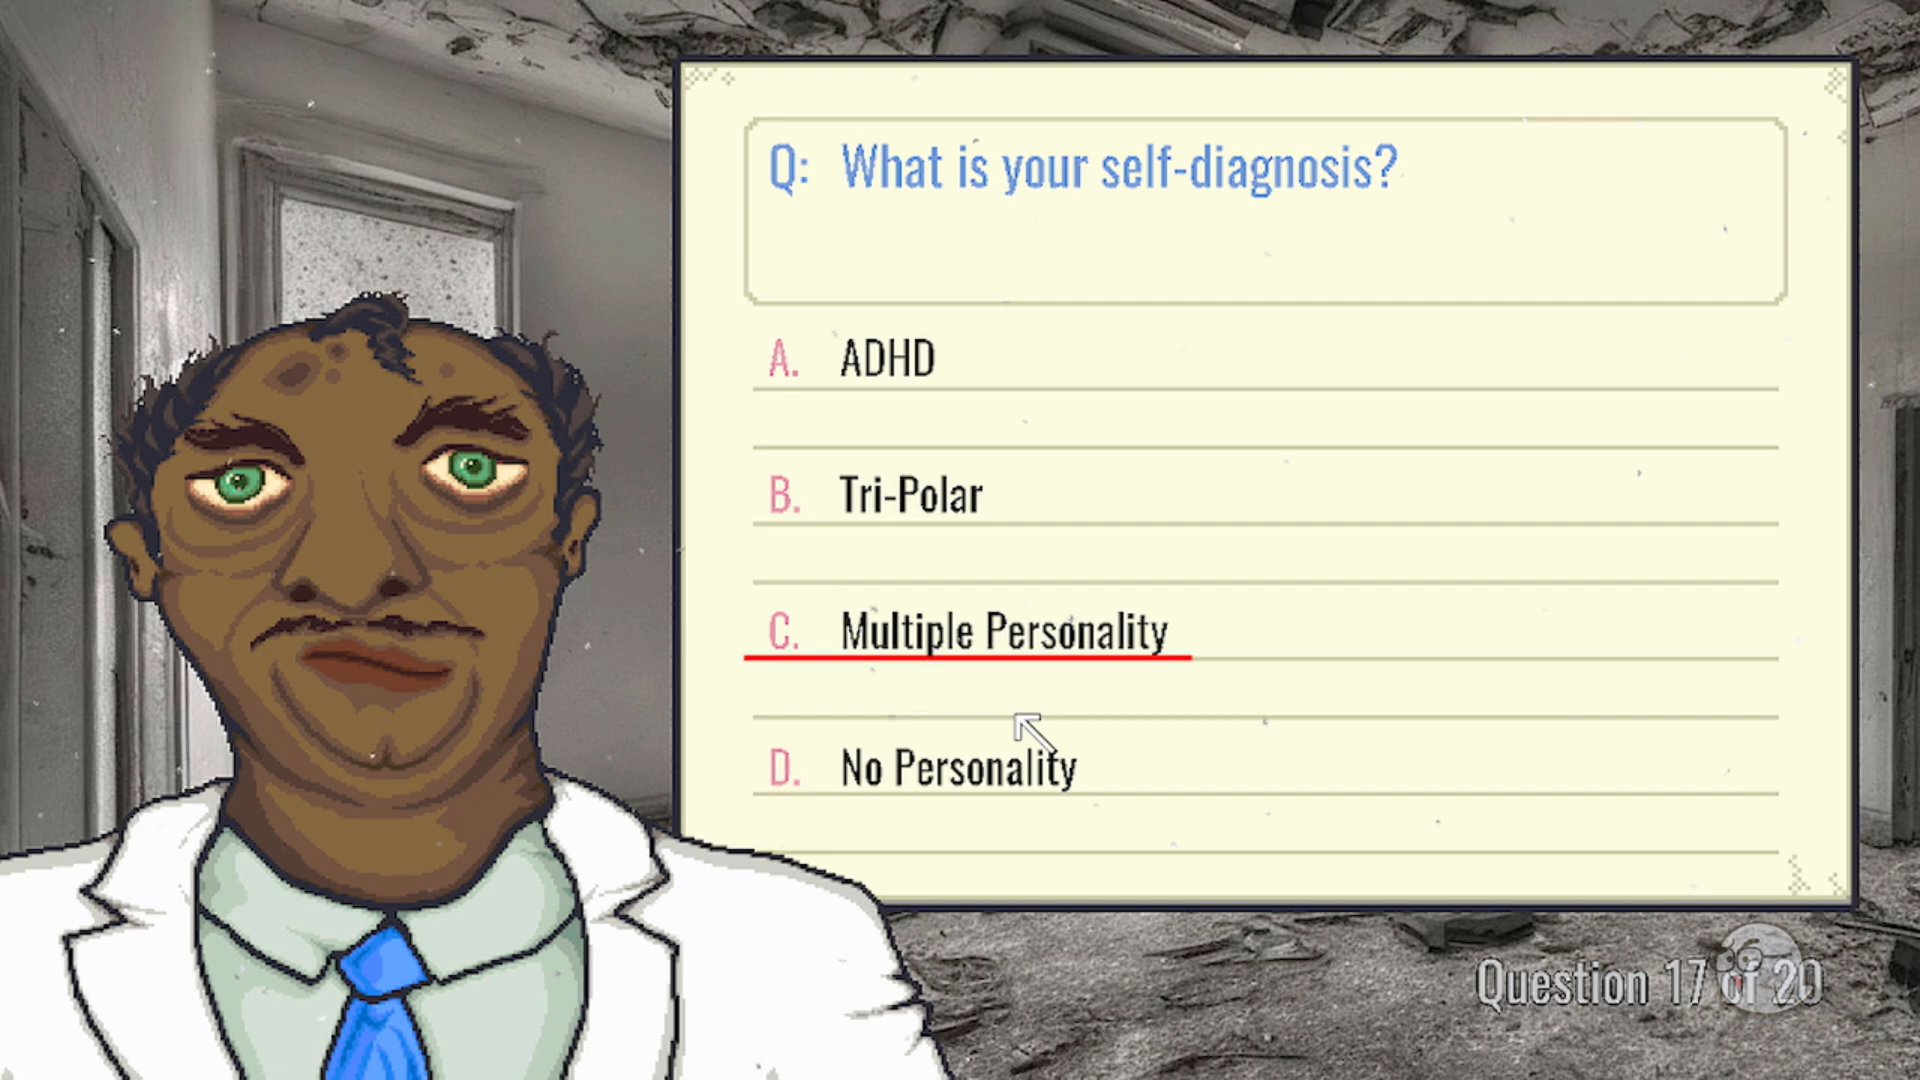 Q: What is your self-diagnosis?
A. ADHD
B. Tri-Polar
C. Multiple Personality
D. No Personality
Question 17 of 20